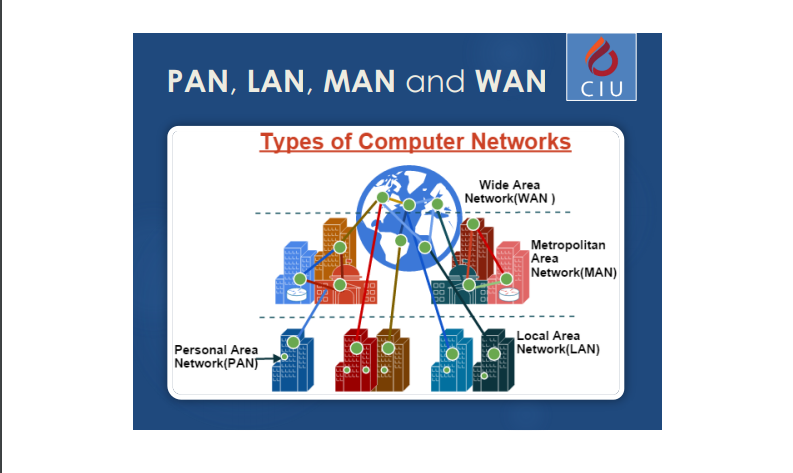 PAN, LAN, MAN and WAN
CIU
Types of Computer Networks
Wide Area
Network(WAN )
Metropolitan
Area
Network(MAN)
Local Area
Network(LAN)
Personal Area
Network(PAN)